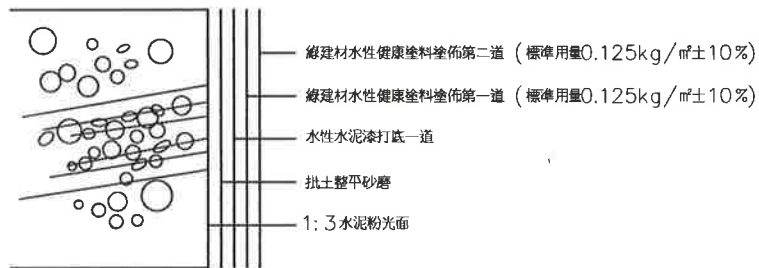 綠建材水性健康塗料塗佈第二道 (標準用量0.125kg/㎡±10%)
綠建材水性健康塗料塗佈第一道 (標準用量0.125kg/㎡±10%)
水性水泥漆打底一道
批土整平砂磨
1:3水泥粉光面